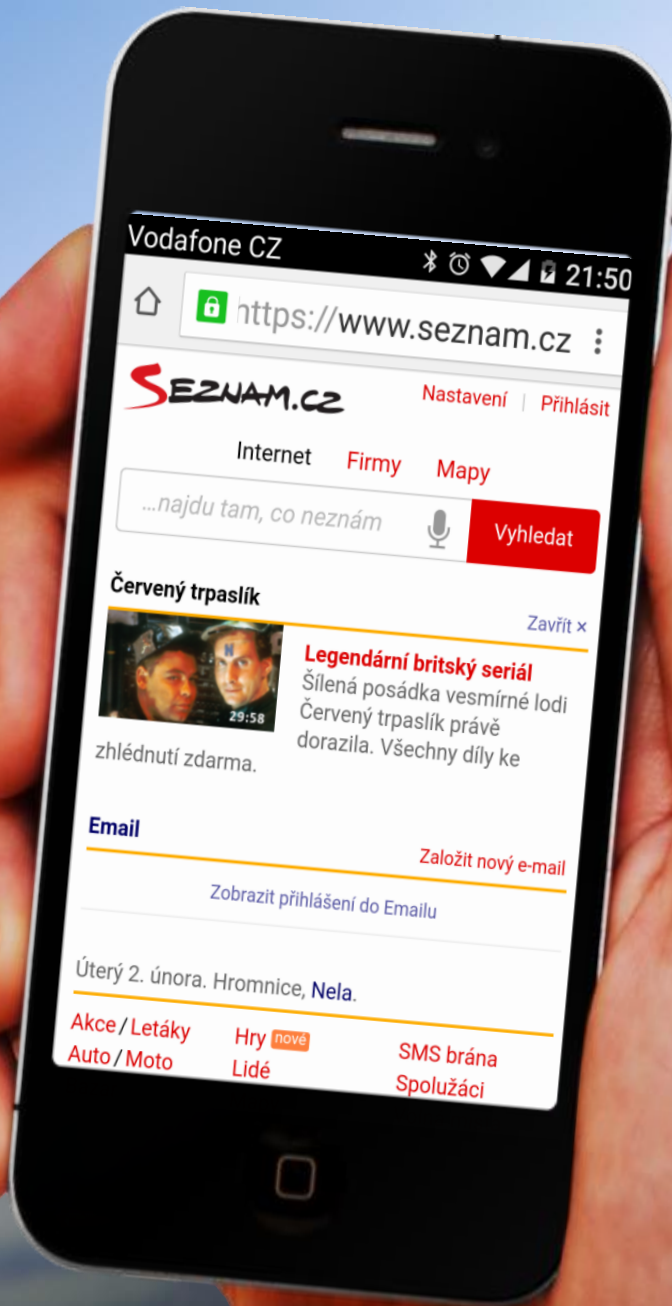 Vodafone CZ 21:50
https://www.seznam.cz
SEZNAM.CZ Nastavení | Přihlásit
Internet Firmy Mapy
...najdu tam, co neznám Vyhledat
Červený trpaslík Zavřít ×
Legendární britský seriál
Šílená posádka vesmírné lodi
Červený trpaslík právě
dorazila. Všechny díly ke
zhlédnutí zdarma.
N
29:58
Email Založit nový e-mail
Zobrazit přihlášení do Emailu
Úterý 2. února. Hromnice, Nela.
Akce / Letáky Hry nové SMS brána
Auto / Moto Lidé Spolužáci